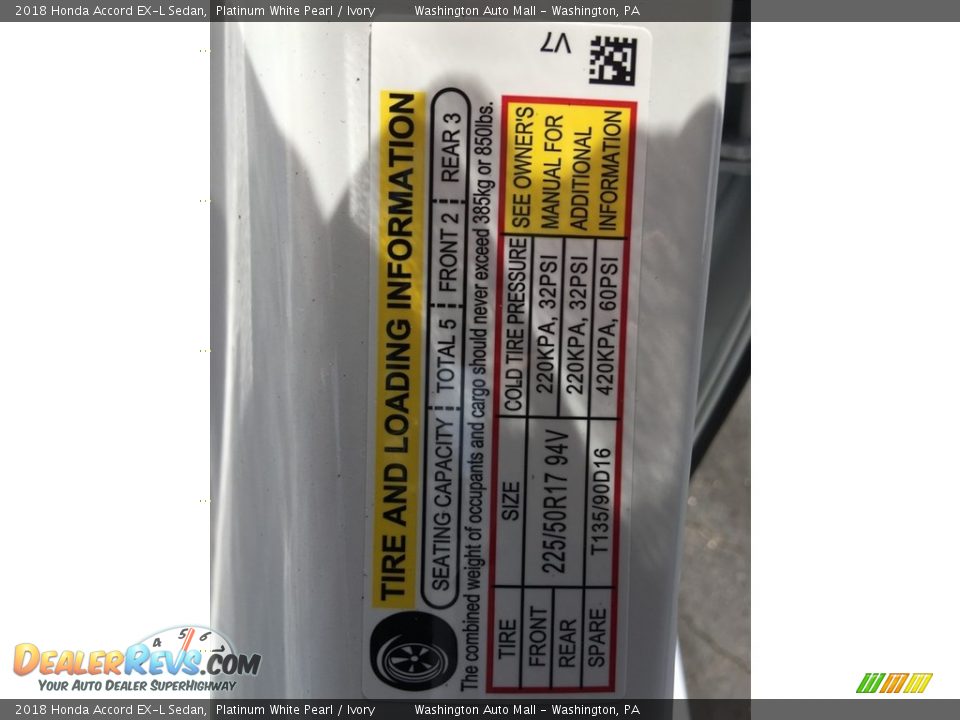 2018 Honda Accord EX-L Sedan, Platinum White Pearl / Ivory Washington Auto Mall - Washington, PA
V7
TIRE AND LOADING INFORMATION
SEATING CAPACITY TOTAL 5 FRONT 2 REAR 3
The combined weight of occupants and cargo should never exceed 385kg or 850lbs.
TIRE SIZE COLD TIRE PRESSURE SEE OWNER'S
FRONT 225/50R17 94V 220KPA, 32PSI MANUAL FOR
REAR 220KPA, 32PSI ADDITIONAL
SPARE T135/90D16 420KPA, 60PSI INFORMATION
4 5 6
DEALERREVS.COM
YOUR AUTO DEALER SUPERHIGHWAY
2018 Honda Accord EX-L Sedan, Platinum White Pearl / Ivory Washington Auto Mall - Washington, PA